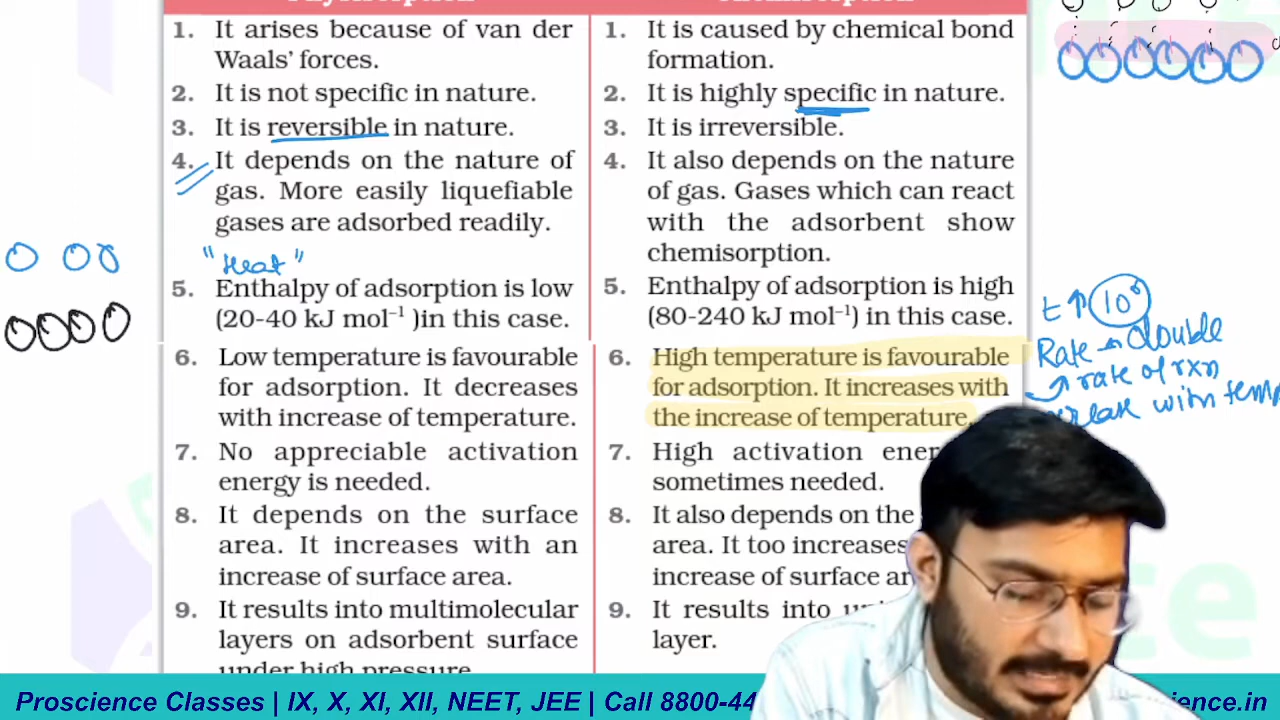 1. It arises because of van der
Waals' forces.
2. It is not specific in nature.
3. It is reversible in nature.
4. It depends on the nature of
gas. More easily liquefiable
gases are adsorbed readily.
"Heat"
5. Enthalpy of adsorption is low
(20-40 kJ mol⁻¹ )in this case.
6. Low temperature is favourable
for adsorption. It decreases
with increase of temperature.
7. No appreciable activation
energy is needed.
8. It depends on the surface
area. It increases with an
increase of surface area.
9. It results into multimolecular
layers on adsorbent surface
under high pressure.
1. It is caused by chemical bond
formation.
2. It is highly specific in nature.
3. It is irreversible.
4. It also depends on the nature
of gas. Gases which can react
with the adsorbent show
chemisorption.
5. Enthalpy of adsorption is high
(80-240 kJ mol⁻¹) in this case.
6. High temperature is favourable
for adsorption. It increases with
the increase of temperature.
7. High activation
sometimes needed.
8. It also depends on the
area. It too increases
increase of surface
9. It results into
layer.
t↑ 10°
Rate double
rate of rxn
with temp
Proscience Classes | IX, X, XI, XII, NEET, JEE | Call 8800-44